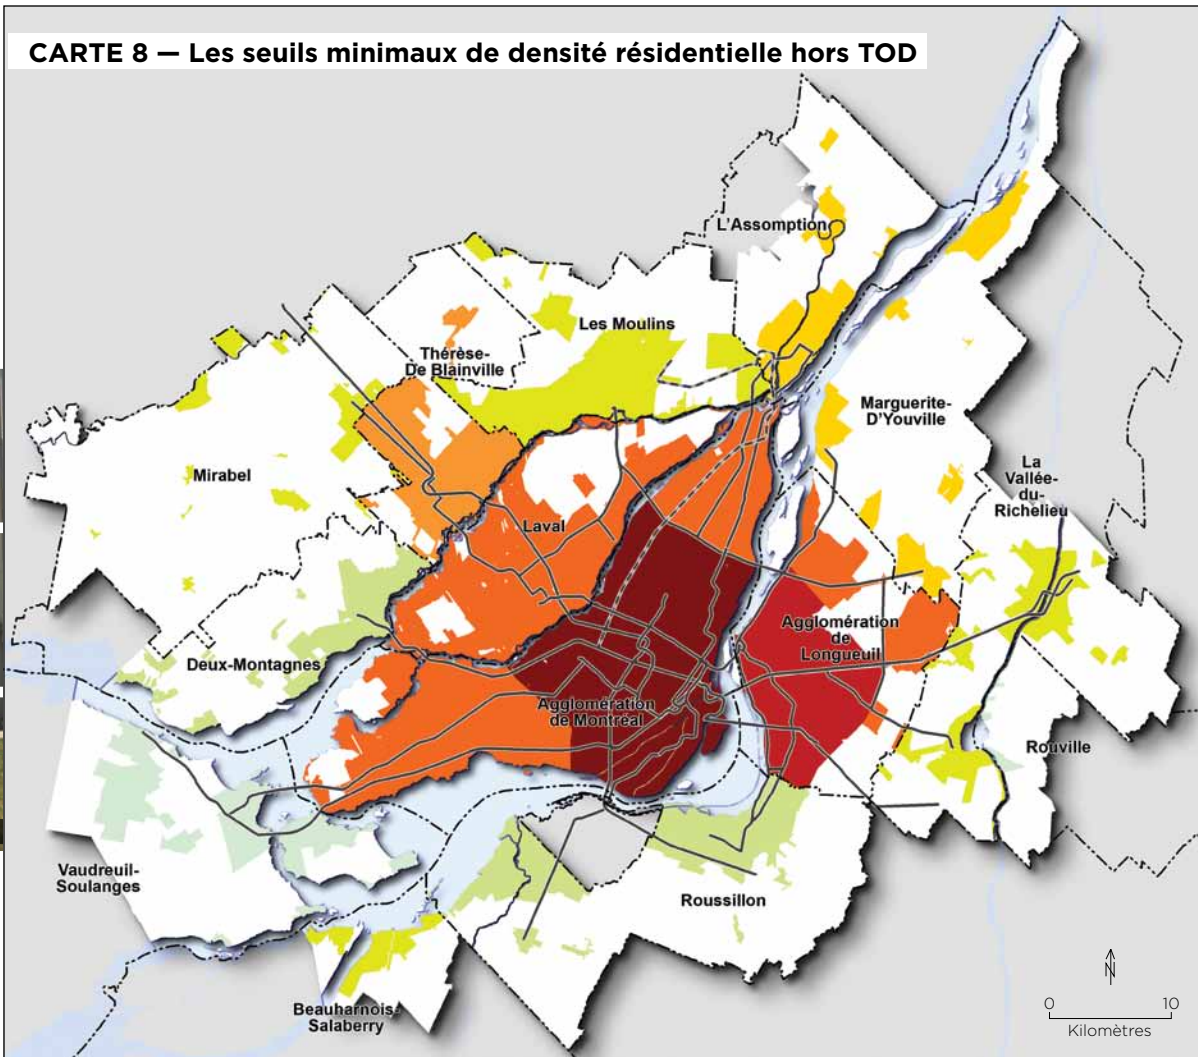 CARTE 8 — Les seuils minimaux de densité résidentielle hors TOD
L'Assomption
Les Moulins
Thérèse-
De Blainville
Marguerite-
D'Youville
La
Vallée-
du-
Richelieu
Mirabel
Laval
Agglomération
de
Longueuil
Deux-Montagnes
Agglomération
de Montréal
Rouville
Vaudreuil-
Soulanges
Roussillon
Beauharnois-
Salaberry
N
0 10
Kilomètres